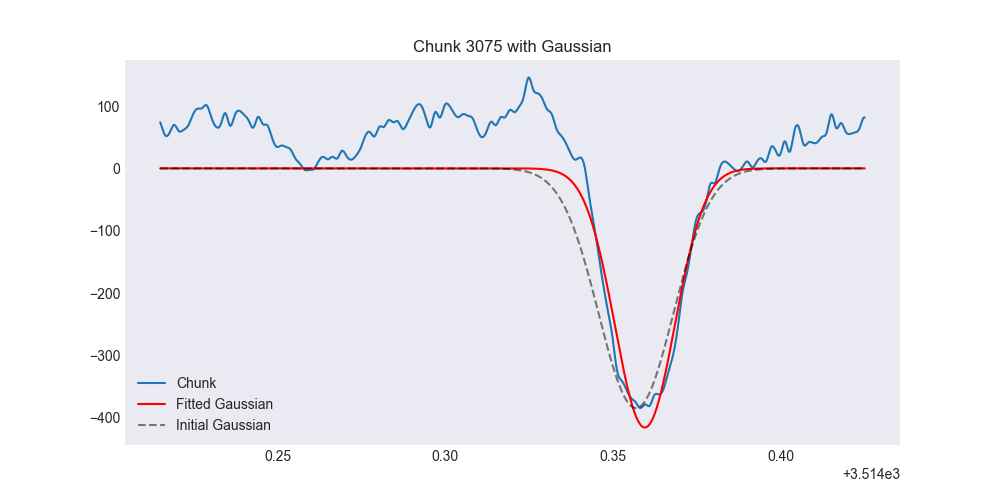 Chunk 3075 with Gaussian
100
0
−100
−200
−300
−400
Chunk
Fitted Gaussian
Initial Gaussian
0.25
0.30
0.35
0.40
+3.514e3